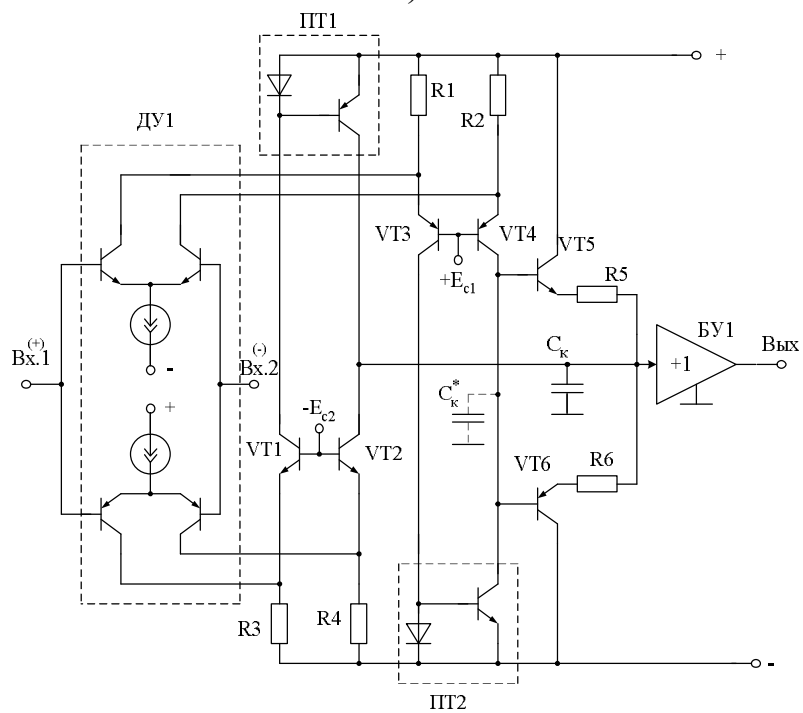 )
ПТ1
+
R1
R2
ДУ1
VT3
VT4
VT5
+Eс1
R5
(+)
Вх.1
-
(-)
Вх.2
БУ1
Вых
+1
Cк
+
-Eс2
Cк*
VT1
VT2
VT6
R6
R3
R4
-
ПТ2